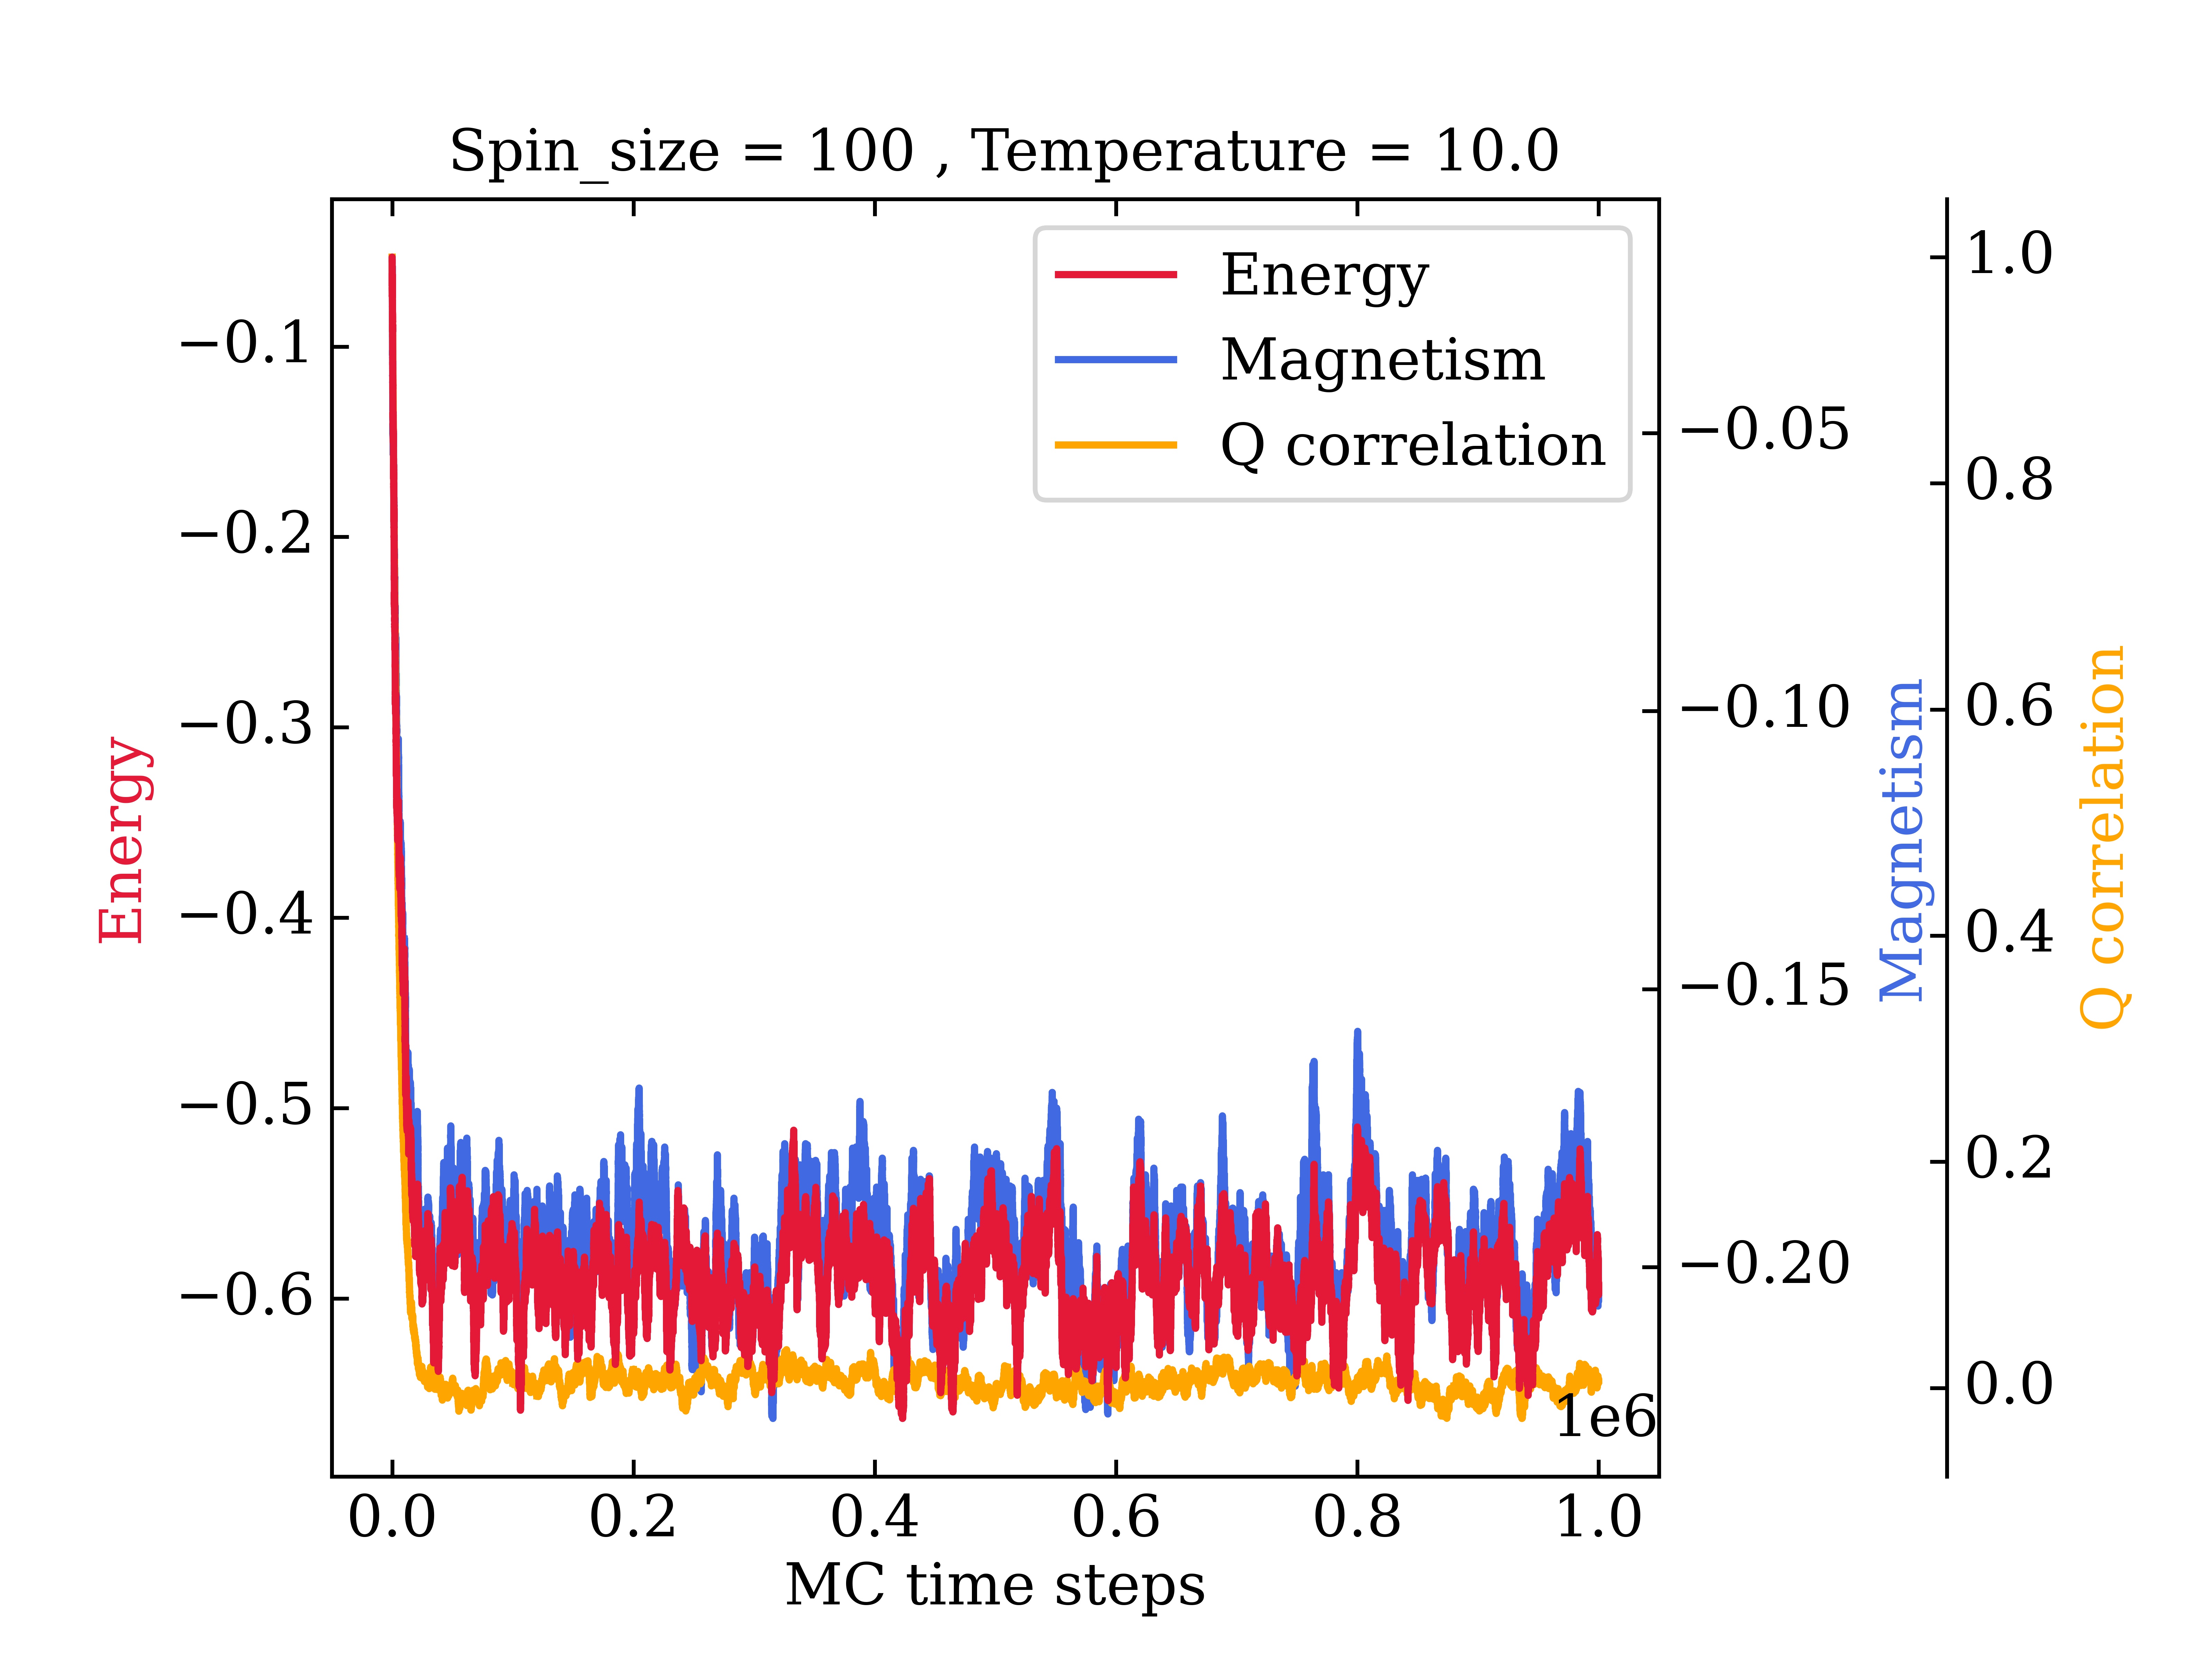 Spin_size = 100 , Temperature = 10.0
Energy
Magnetism
Q correlation
−0.1
−0.2
−0.3
−0.4
−0.5
−0.6
Energy
−0.05
−0.10
−0.15
−0.20
Magnetism
1.0
0.8
0.6
0.4
0.2
0.0
Q correlation
1e6
0.0 0.2 0.4 0.6 0.8 1.0
MC time steps